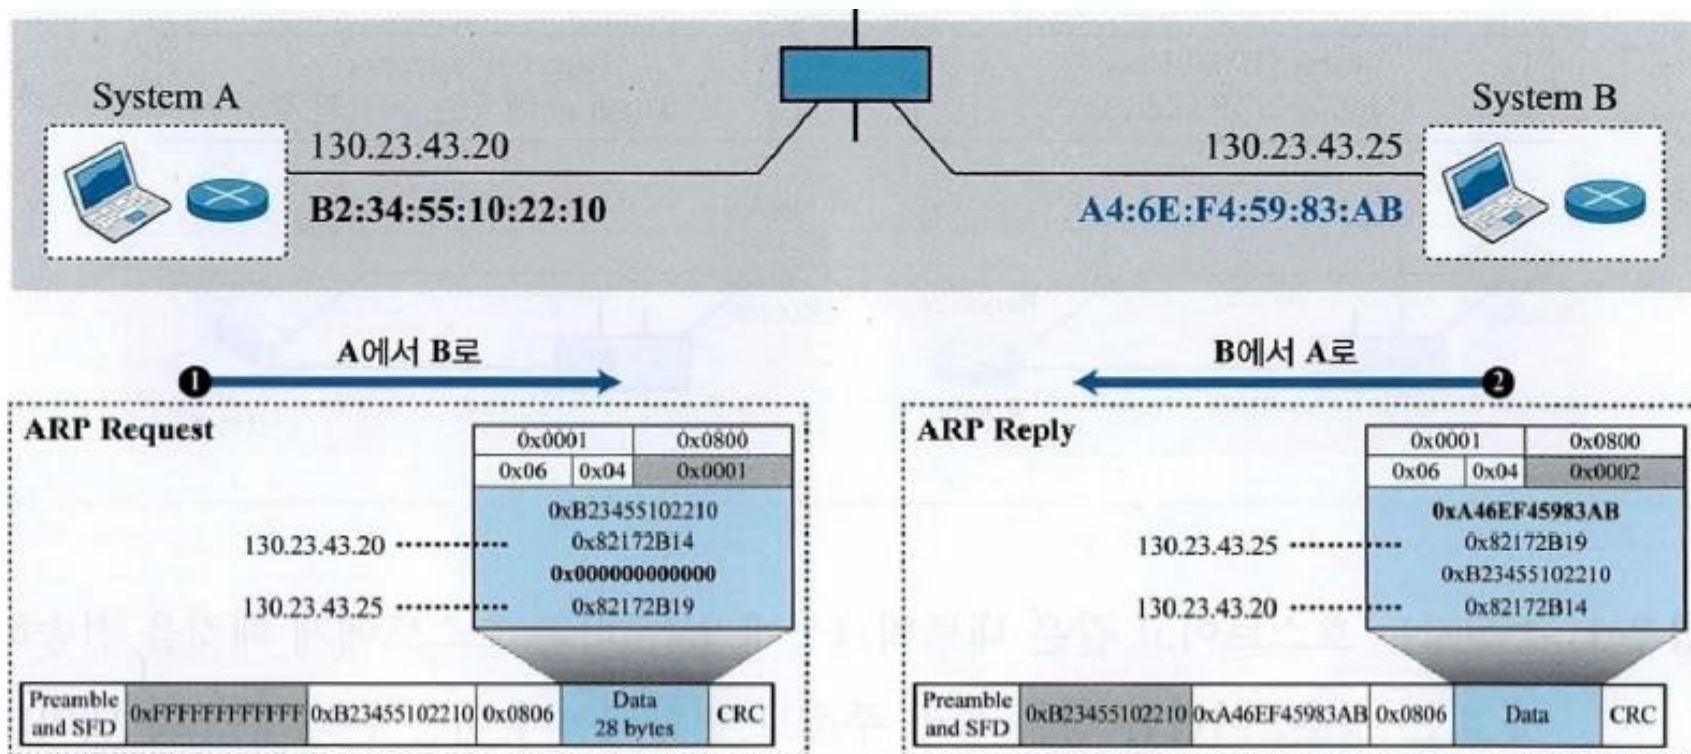 System A
130.23.43.20
B2:34:55:10:22:10
System B
130.23.43.25
A4:6E:F4:59:83:AB
A에서 B로
1
B에서 A로
2
ARP Request
0x0001 0x0800
0x06 0x04 0x0001
0xB23455102210
130.23.43.20 0x82172B14
0x000000000000
130.23.43.25 0x82172B19
Preamble and SFD 0xFFFFFFFFFFFF 0xB23455102210 0x0806 Data 28 bytes CRC
ARP Reply
0x0001 0x0800
0x06 0x04 0x0002
0xA46EF45983AB
130.23.43.25 0x82172B19
0xB23455102210
130.23.43.20 0x82172B14
Preamble and SFD 0xB23455102210 0xA46EF45983AB 0x0806 Data CRC